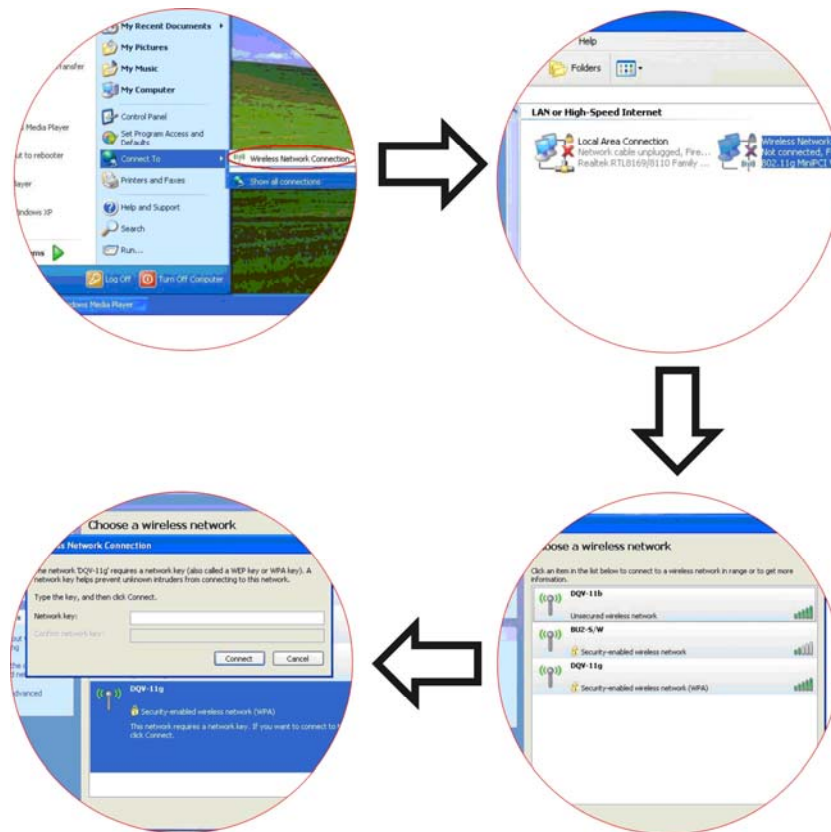 My Recent Documents
My Pictures
My Music
My Computer
Control Panel
Set Program Access and
Defaults
Connect To
Printers and Faxes
Help and Support
Search
Run...
Media Player
ut to rebooter
layer
indows XP
Log Off Turn Off Computer
dows Media Player
Wireless Network Connection
Show all connections
Help
Folders
LAN or High-Speed Internet
Local Area Connection
Network cable unplugged, Fire...
Realtek RTL8169/8110 Family ...
Wireless Network
Not connected, F
802.11g MiniPCI
Choose a wireless network
ss Network Connection
he network 'DQV-11g' requires a network key (also called a WEP key or WPA key). A
network key helps prevent unknown intruders from connecting to this network.
Type the key, and then click Connect.
Network key:
Confirm network key:
Connect Cancel
DQV-11g
Security-enabled wireless network (WPA)
This network requires a network key. If you want to connect to
click Connect.
dvanced
oose a wireless network
Click an item in the list below to connect to a wireless network in range or to get more
information.
DQV-11b
Unsecured wireless network
BU2-S/W
Security-enabled wireless network
DQV-11g
Security-enabled wireless network (WPA)